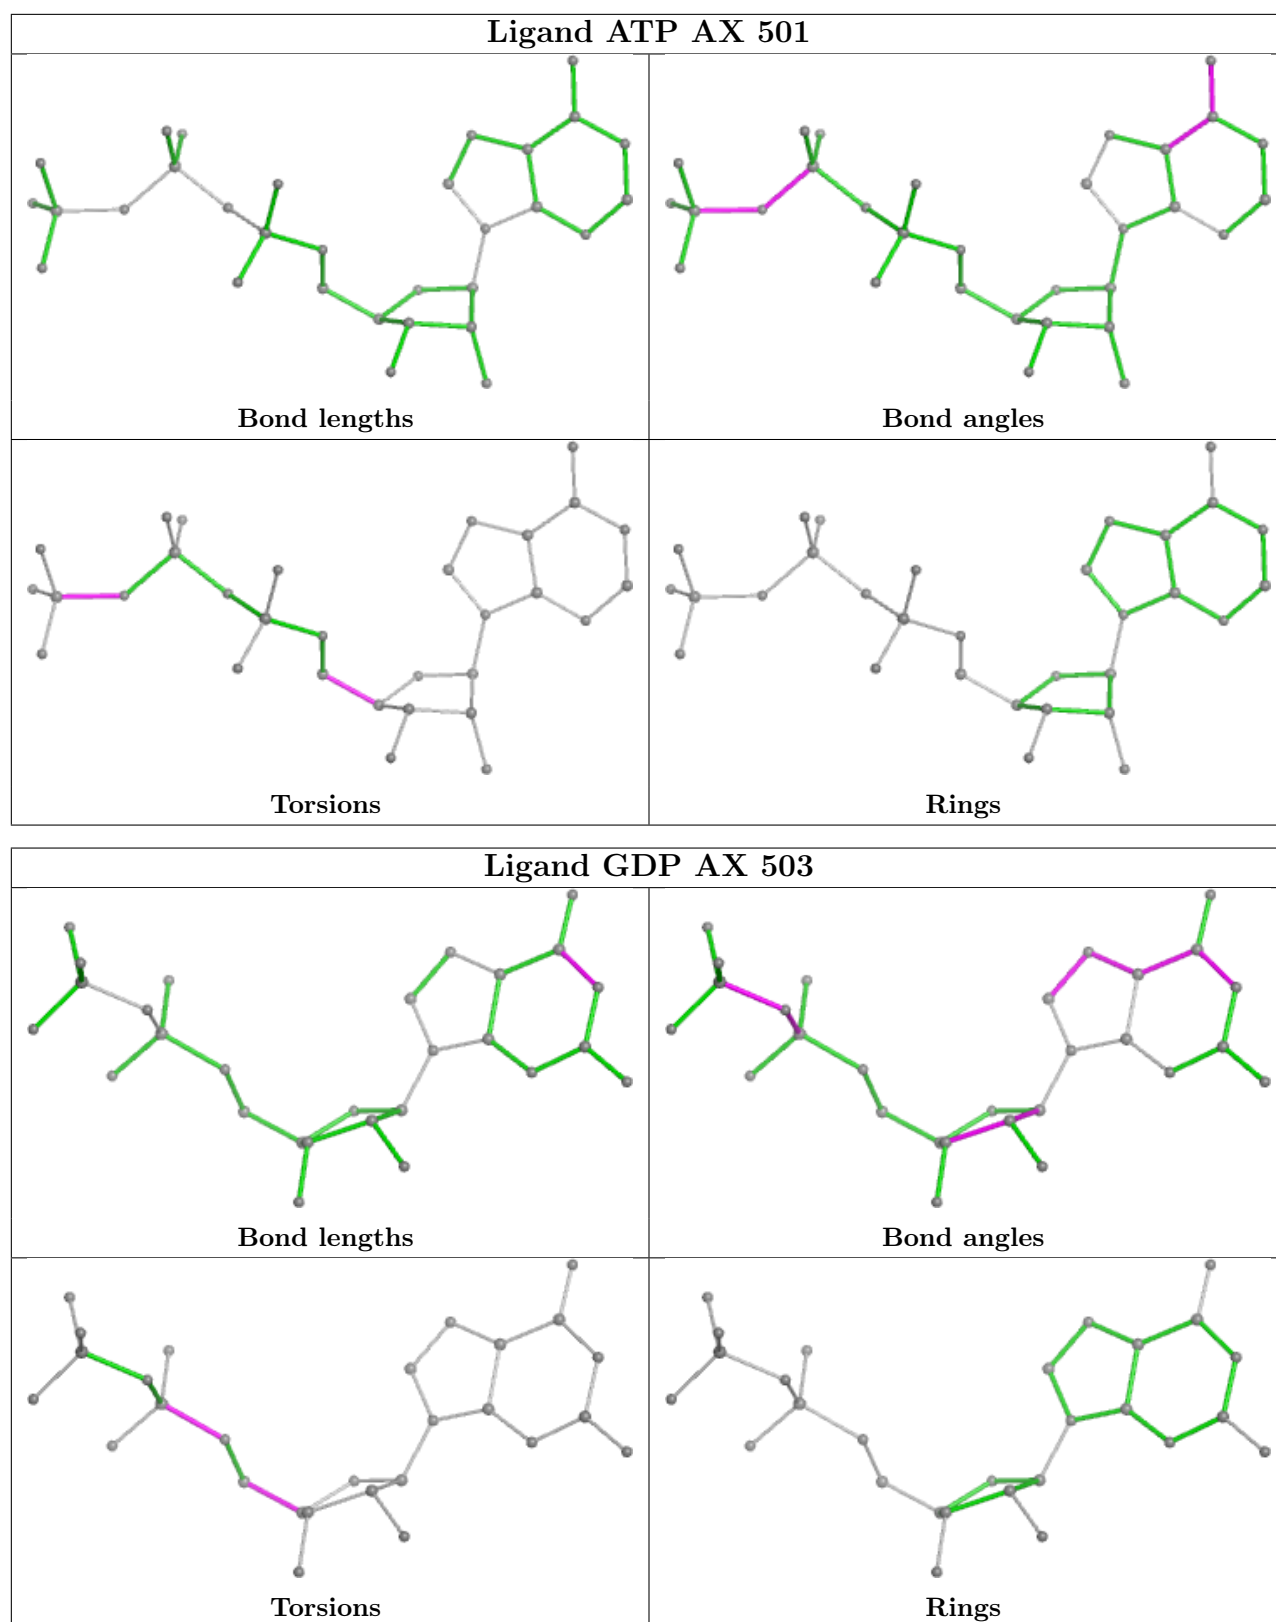 Ligand ATP AX 501
Bond lengths
Bond angles
Torsions
Rings
Ligand GDP AX 503
Bond lengths
Bond angles
Torsions
Rings